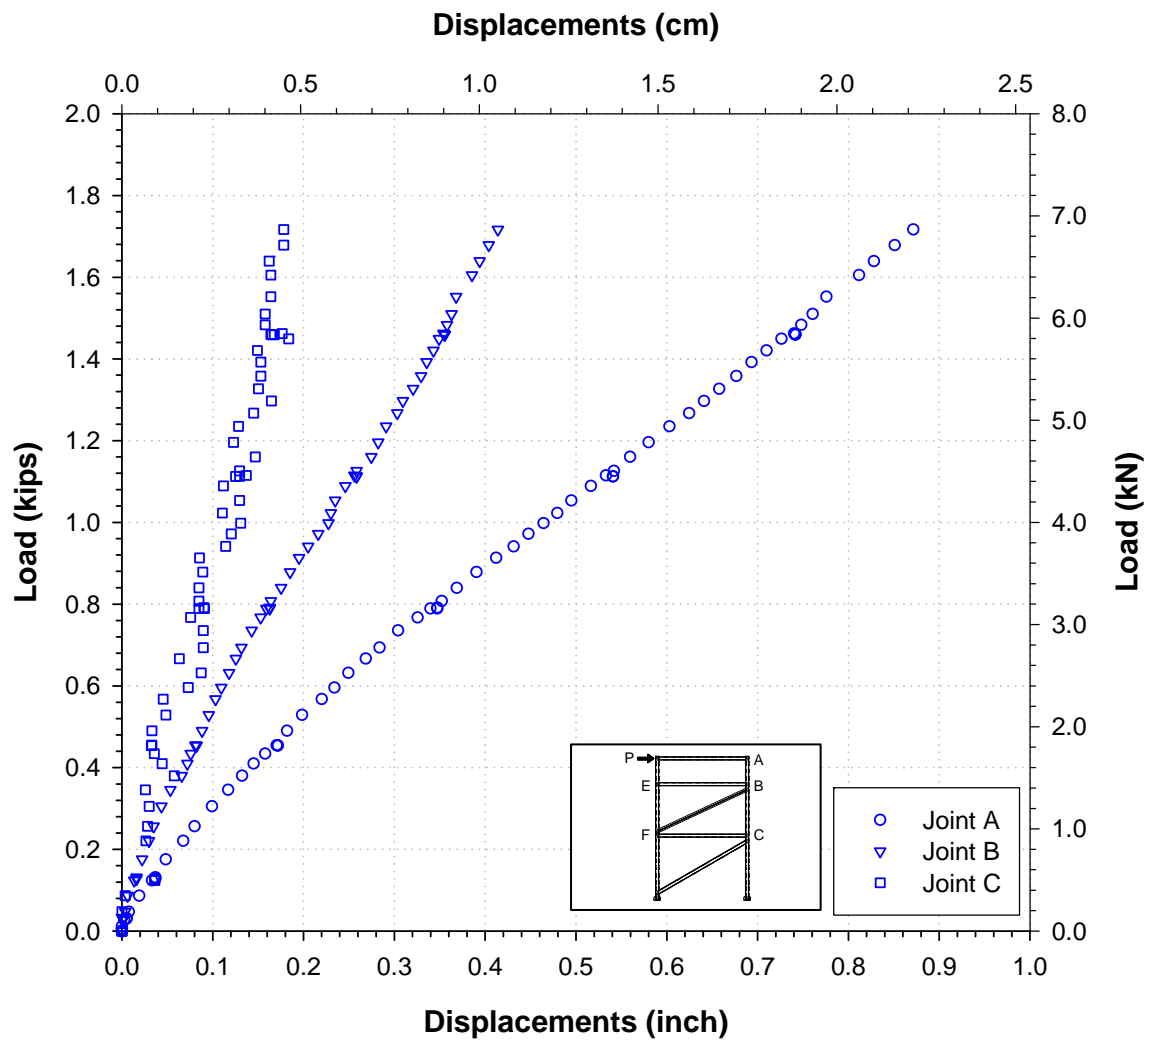 Displacements (cm)
0.0 0.5 1.0 1.5 2.0 2.5
2.0 8.0
1.8 7.0
1.6 6.0
1.4
1.2 5.0
1.0 4.0
0.8 3.0
0.6
0.4 2.0
0.2 1.0
0.0 0.0
Load (kips)
Load (kN)
P A
E B
F C
Joint A
Joint B
Joint C
0.0 0.1 0.2 0.3 0.4 0.5 0.6 0.7 0.8 0.9 1.0
Displacements (inch)